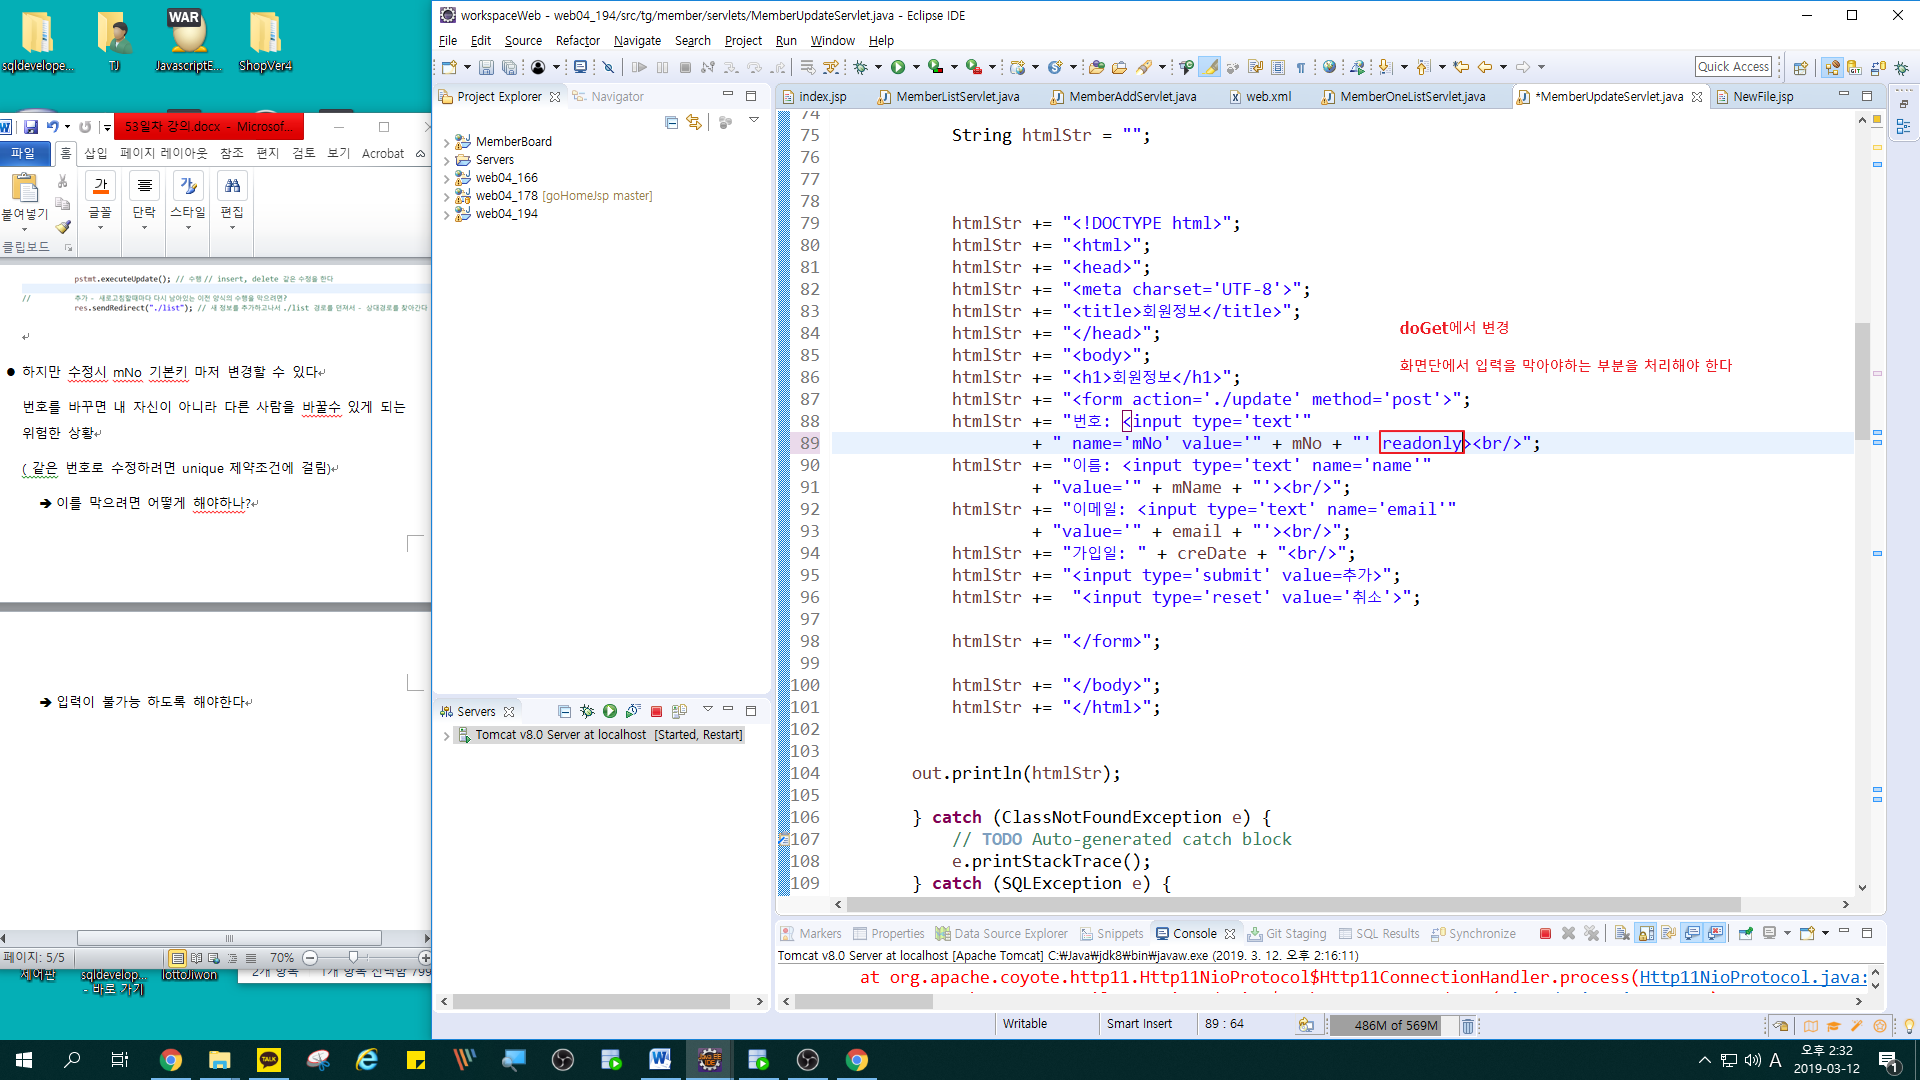 sqldevelope...
TJ
WAR
JavascriptE...
ShopVer4
53일차 강의.docx - Microsof...
파일
홈
삽입
페이지 레이아웃
참조
편지
검토
보기
Acrobat
붙여넣기
가
글꼴
단락
스타일
편집
클립보드
pstmt.executeUpdate(); // 수행 // insert, delete 같은 수정을 한다
// 추가 - 새로고침할때마다 다시 남아있는 이전 양식의 수행을 막으려면?
res.sendRedirect("./list"); // 새 정보를 추가하고나서 ./list 경로를 던져서 - 상대경로를 찾아간다
● 하지만 수정시 mNo 기본키 마저 변경할 수 있다
번호를 바꾸면 내 자신이 아니라 다른 사람을 바꿀수 있게 되는
위험한 상황
( 같은 번호로 수정하려면 unique 제약조건에 걸림)
➔ 이를 막으려면 어떻게 해야하나?
➔ 입력이 불가능 하도록 해야한다
페이지: 5/5
70%
제어판
sqldevelop...
- 바로 가기
lottoJiwon
2개 항목
1개 항목 선택함 799
workspaceWeb - web04_194/src/tg/member/servlets/MemberUpdateServlet.java - Eclipse IDE
File Edit Source Refactor Navigate Search Project Run Window Help
Quick Access
Project Explorer
Navigator
MemberBoard
Servers
web04_166
web04_178 [goHomeJsp master]
web04_194
Servers
Tomcat v8.0 Server at localhost [Started, Restart]
index.jsp
MemberListServlet.java
MemberAddServlet.java
web.xml
MemberOneListServlet.java
*MemberUpdateServlet.java
NewFile.jsp
74
75 String htmlStr = "";
76
77
78
79 htmlStr += "<!DOCTYPE html>";
80 htmlStr += "<html>";
81 htmlStr += "<head>";
82 htmlStr += "<meta charset='UTF-8'>";
83 htmlStr += "<title>회원정보</title>";
84 htmlStr += "</head>";
85 htmlStr += "<body>";
86 htmlStr += "<h1>회원정보</h1>";
87 htmlStr += "<form action='./update' method='post'>";
88 htmlStr += "번호: <input type='text'"
89 + " name='mNo' value='" + mNo + "' readonly><br/>";
90 htmlStr += "이름: <input type='text' name='name'"
91 + "value='" + mName + "'><br/>";
92 htmlStr += "이메일: <input type='text' name='email'"
93 + "value='" + email + "'><br/>";
94 htmlStr += "가입일: " + creDate + "<br/>";
95 htmlStr += "<input type='submit' value=추가>";
96 htmlStr += "<input type='reset' value='취소'>";
97
98 htmlStr += "</form>";
99
100 htmlStr += "</body>";
101 htmlStr += "</html>";
102
103
104 out.println(htmlStr);
105
106 } catch (ClassNotFoundException e) {
107 // TODO Auto-generated catch block
108 e.printStackTrace();
109 } catch (SQLException e) {
doGet에서 변경
화면단에서 입력을 막아야하는 부분을 처리해야 한다
Markers
Properties
Data Source Explorer
Snippets
Console
Git Staging
SQL Results
Synchronize
Tomcat v8.0 Server at localhost [Apache Tomcat] C:₩Java₩jdk8₩bin₩javaw.exe (2019. 3. 12. 오후 2:16:11)
at org.apache.coyote.http11.Http11NioProtocol$Http11ConnectionHandler.process(Http11NioProtocol.java:
Writable
Smart Insert
89 : 64
486M of 569M
TALK
A
오후 2:32
2019-03-12
1